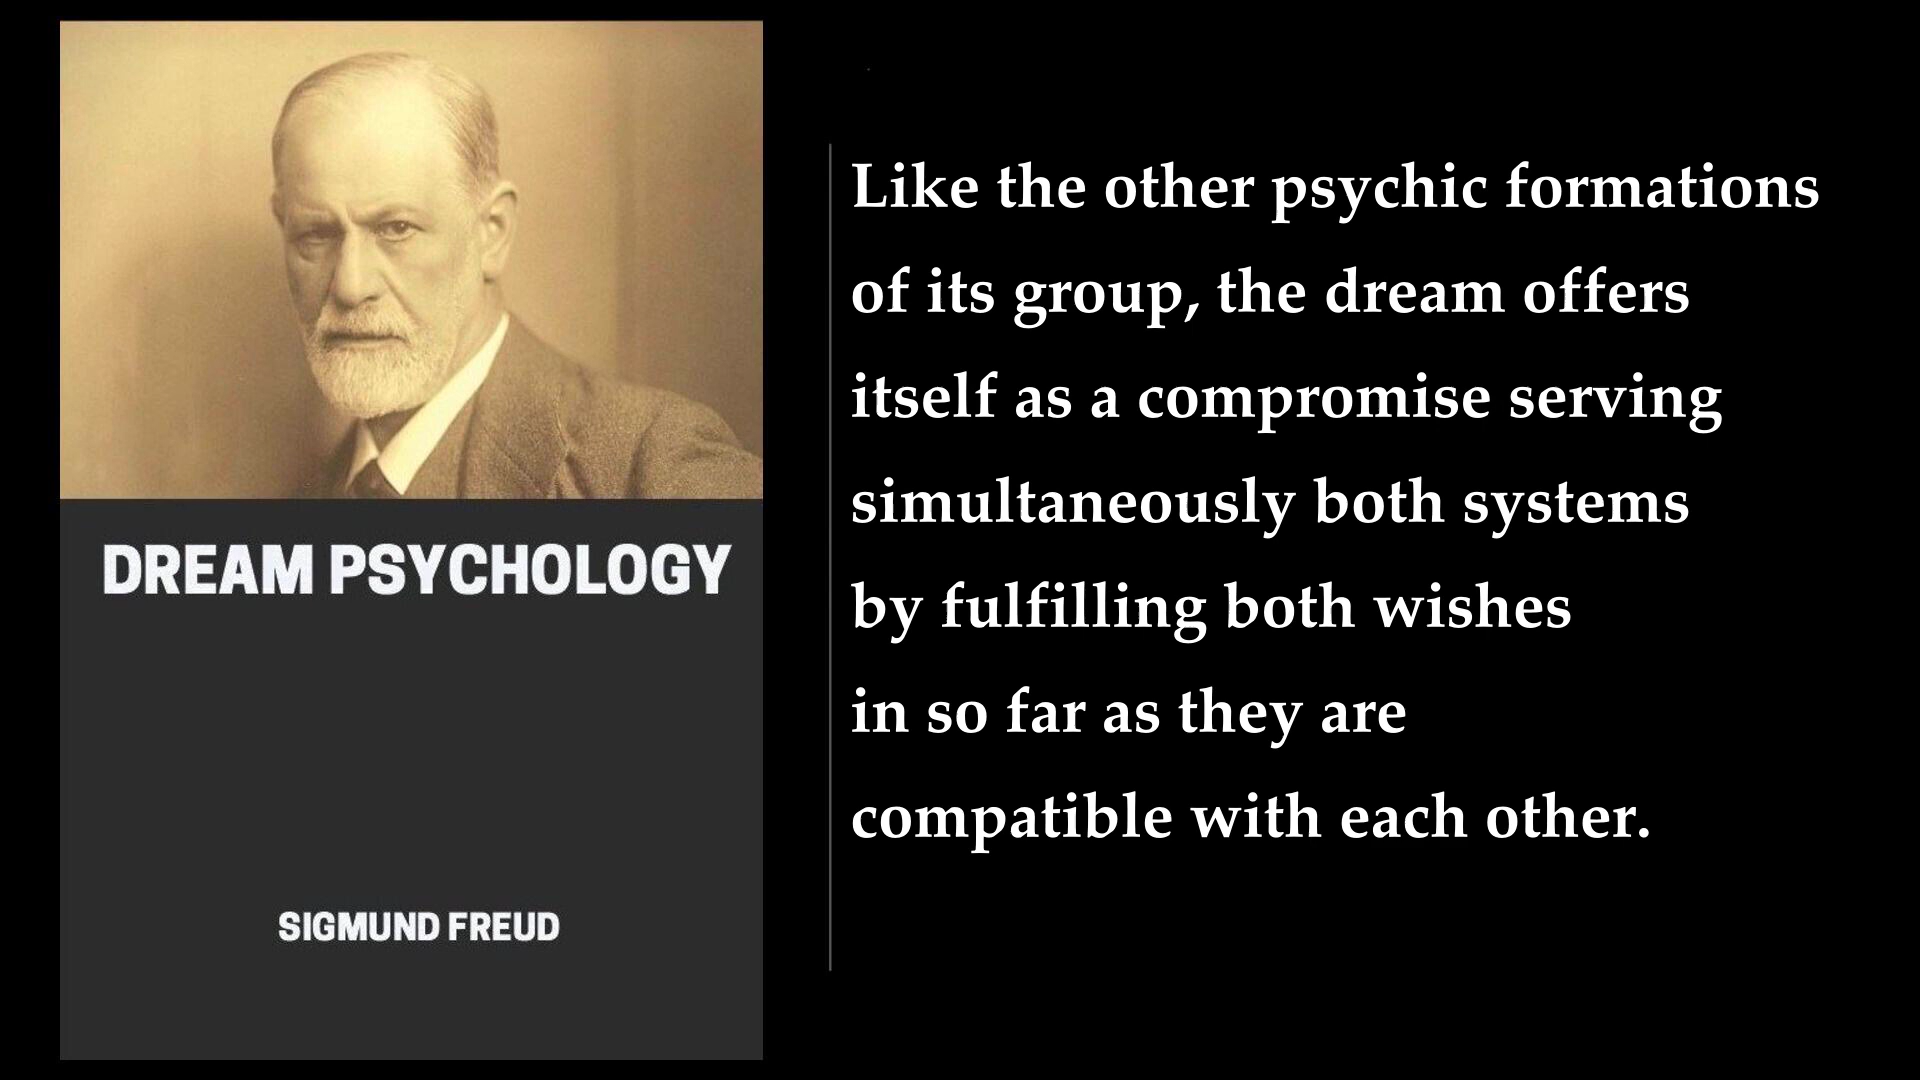 DREAM PSYCHOLOGY
SIGMUND FREUD
Like the other psychic formations
of its group, the dream offers
itself as a compromise serving
simultaneously both systems
by fulfilling both wishes
in so far as they are
compatible with each other.